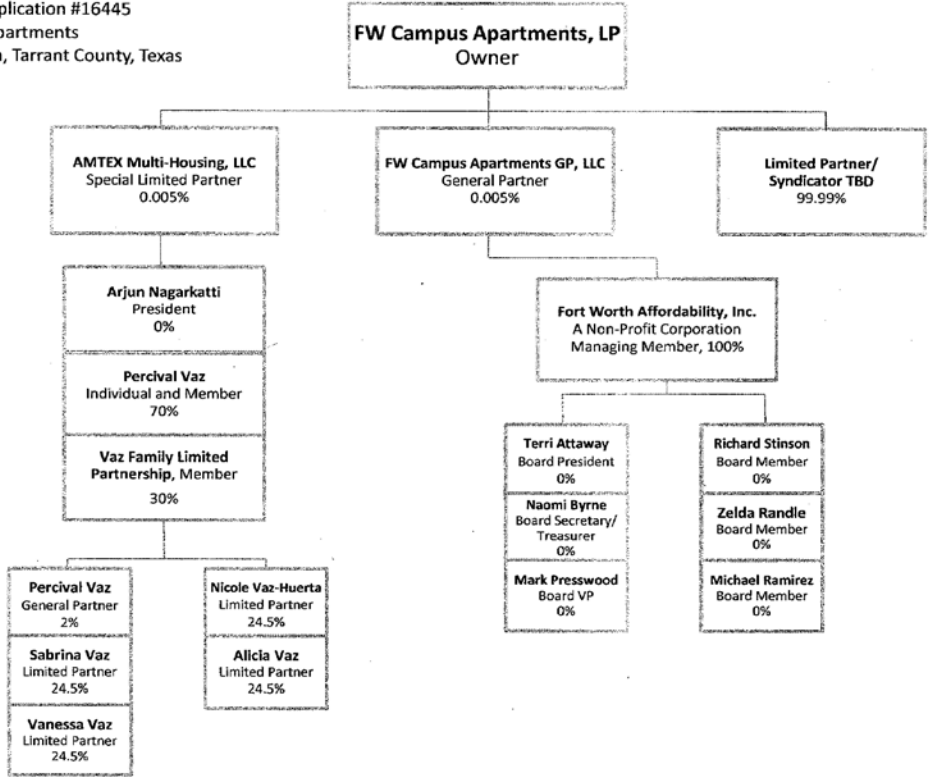 plication #16445
partments
, Tarrant County, Texas
FW Campus Apartments, LP
Owner
AMTEX Multi-Housing, LLC
Special Limited Partner
0.005%
FW Campus Apartments GP, LLC
General Partner
0.005%
Limited Partner/
Syndicator TBD
99.99%
Arjun Nagarkatti
President
0%
Percival Vaz
Individual and Member
70%
Vaz Family Limited
Partnership, Member
30%
Fort Worth Affordability, Inc.
A Non-Profit Corporation
Managing Member, 100%
Terri Attaway
Board President
0%
Naomi Byrne
Board Secretary/
Treasurer
0%
Mark Presswood
Board VP
0%
Richard Stinson
Board Member
0%
Zelda Randle
Board Member
0%
Michael Ramirez
Board Member
0%
Percival Vaz
General Partner
2%
Sabrina Vaz
Limited Partner
24.5%
Vanessa Vaz
Limited Partner
24.5%
Nicole Vaz-Huerta
Limited Partner
24.5%
Alicia Vaz
Limited Partner
24.5%